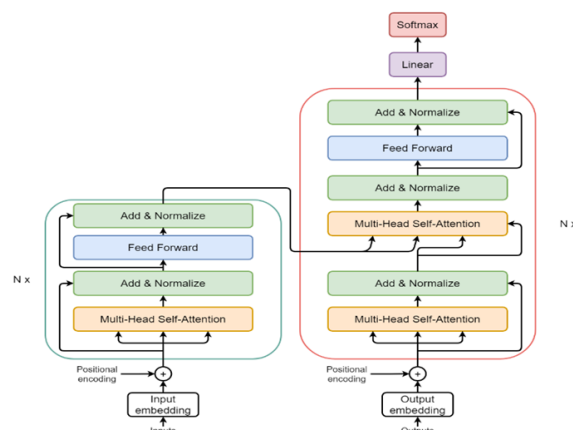 Softmax
Linear
Add & Normalize
Feed Forward
Add & Normalize
Multi-Head Self-Attention
Add & Normalize
Multi-Head Self-Attention
N x
Positional
encoding
+
Output
embedding
Add & Normalize
Feed Forward
Add & Normalize
Multi-Head Self-Attention
N x
Positional
encoding
+
Input
embedding